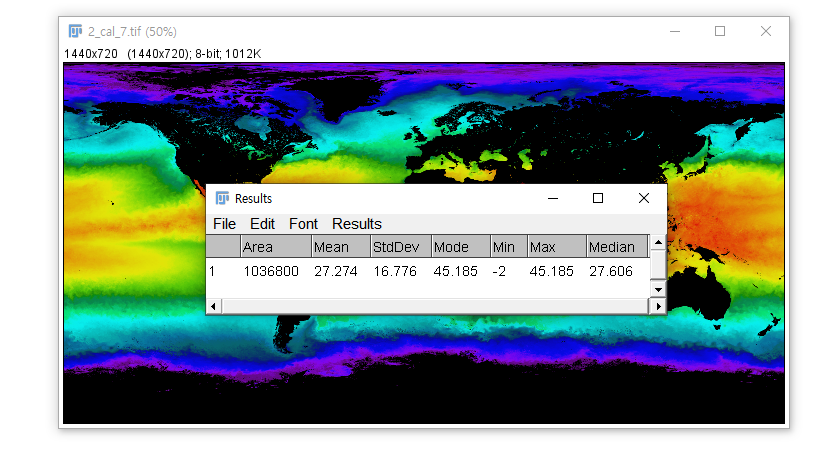 2_cal_7.tif (50%)
1440x720 (1440x720); 8-bit; 1012K
Results
File Edit Font Results
Area Mean StdDev Mode Min Max Median
1 1036800 27.274 16.776 45.185 -2 45.185 27.606